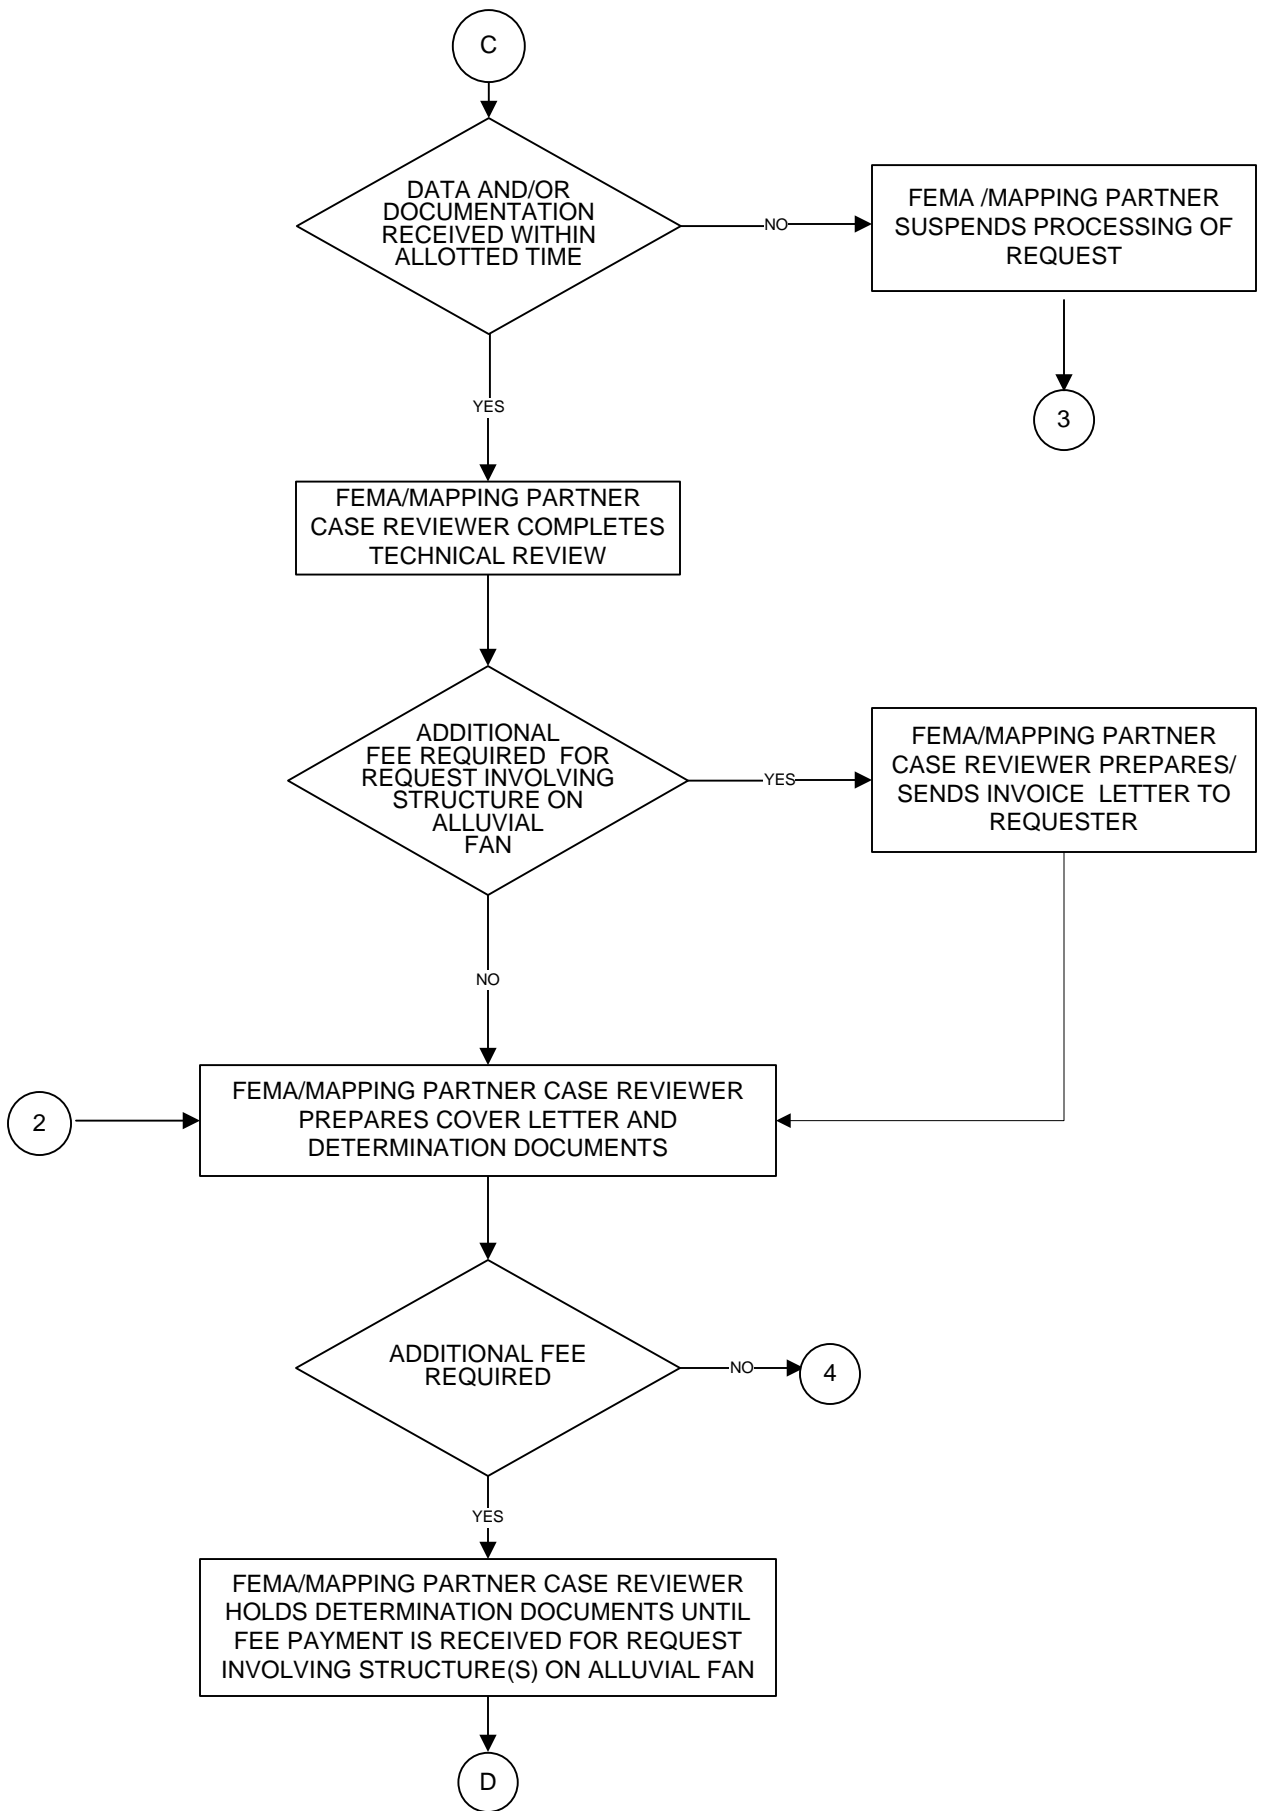 C
DATA AND/OR
DOCUMENTATION
RECEIVED WITHIN
ALLOTTED TIME
NO
FEMA /MAPPING PARTNER
SUSPENDS PROCESSING OF
REQUEST
3
YES
FEMA/MAPPING PARTNER
CASE REVIEWER COMPLETES
TECHNICAL REVIEW
ADDITIONAL
FEE REQUIRED  FOR
REQUEST INVOLVING
STRUCTURE ON
ALLUVIAL
FAN
YES
FEMA/MAPPING PARTNER
CASE REVIEWER PREPARES/
SENDS INVOICE  LETTER TO
REQUESTER
NO
2
FEMA/MAPPING PARTNER CASE REVIEWER
PREPARES COVER LETTER AND
DETERMINATION DOCUMENTS
ADDITIONAL FEE
REQUIRED
NO
4
YES
FEMA/MAPPING PARTNER CASE REVIEWER
HOLDS DETERMINATION DOCUMENTS UNTIL
FEE PAYMENT IS RECEIVED FOR REQUEST
INVOLVING STRUCTURE(S) ON ALLUVIAL FAN
D